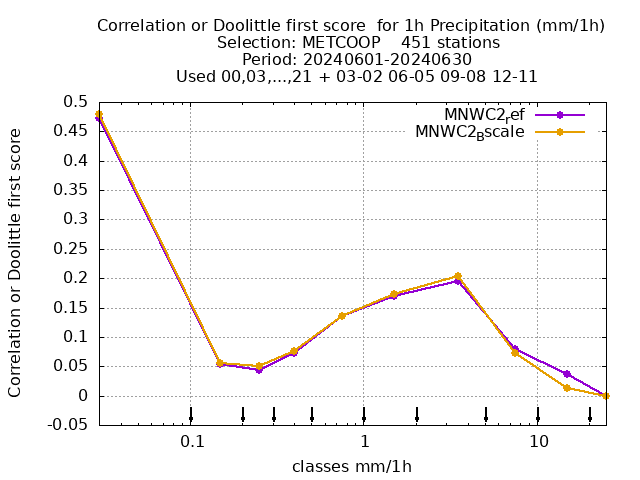 Correlation or Doolittle first score  for 1h Precipitation (mm/1h)
Selection: METCOOP    451 stations
Period: 20240601-20240630
Used 00,03,...,21 + 03-02 06-05 09-08 12-11
MNWC2ref
MNWC2Bscale
Correlation or Doolittle first score
0.5
0.45
0.4
0.35
0.3
0.25
0.2
0.15
0.1
0.05
0
-0.05
0.1 1 10
classes mm/1h